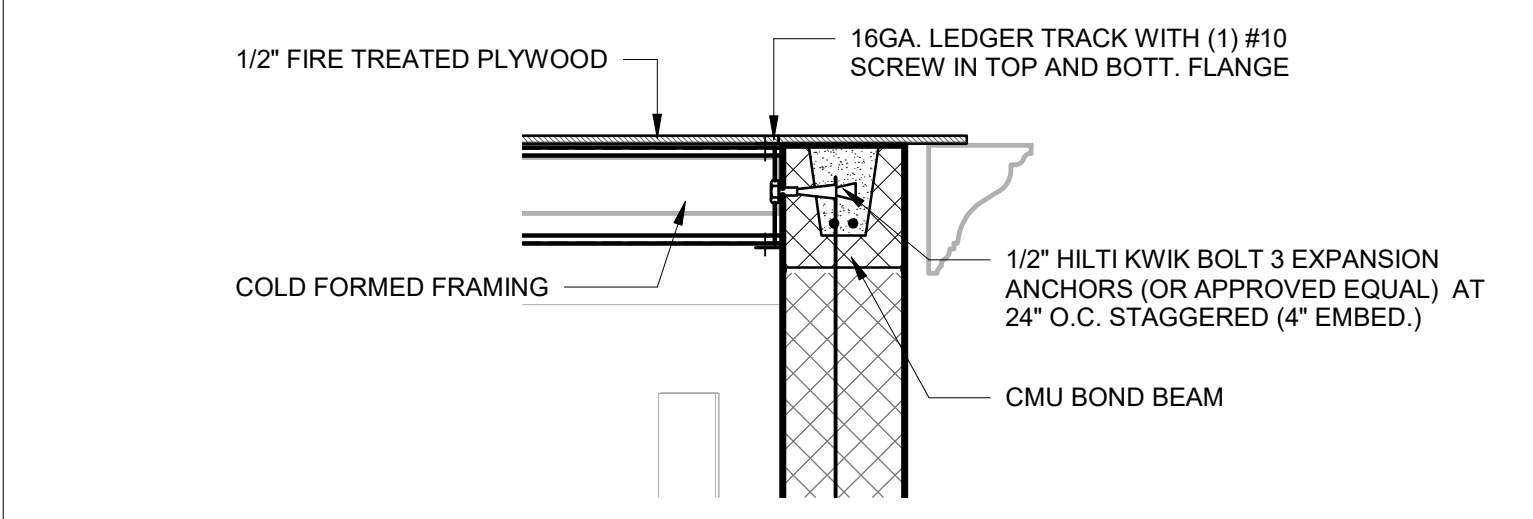 1/2" FIRE TREATED PLYWOOD
16GA. LEDGER TRACK WITH (1) #10
SCREW IN TOP AND BOTT. FLANGE
COLD FORMED FRAMING
1/2" HILTI KWIK BOLT 3 EXPANSION
ANCHORS (OR APPROVED EQUAL)  AT
24" O.C. STAGGERED (4" EMBED.)
CMU BOND BEAM